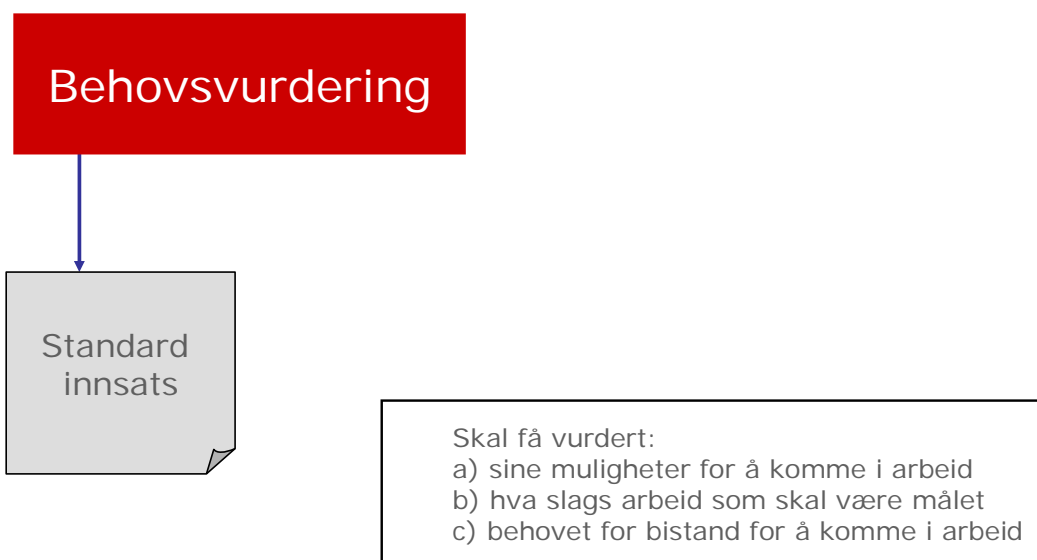 Behovsvurdering
Standard
innsats
Skal få vurdert:
a) sine muligheter for å komme i arbeid
b) hva slags arbeid som skal være målet
c) behovet for bistand for å komme i arbeid